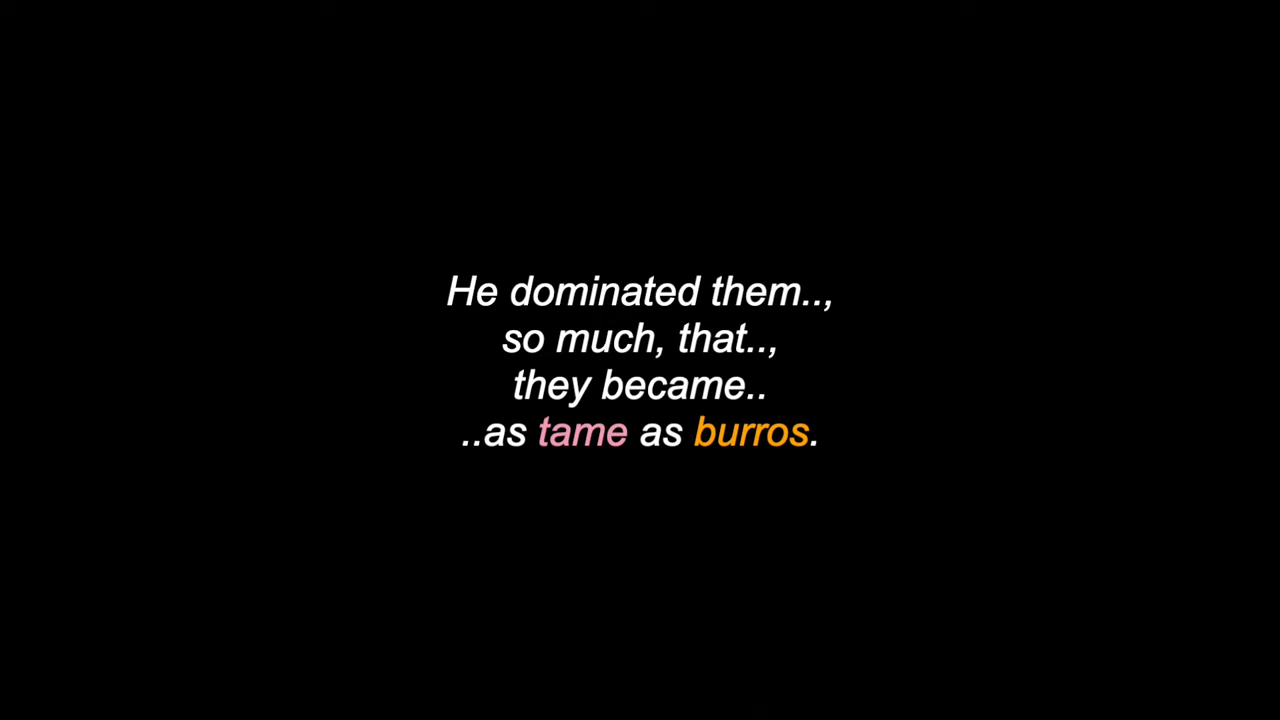 He dominated them..,
so much, that..,
they became..
..as tame as burros.